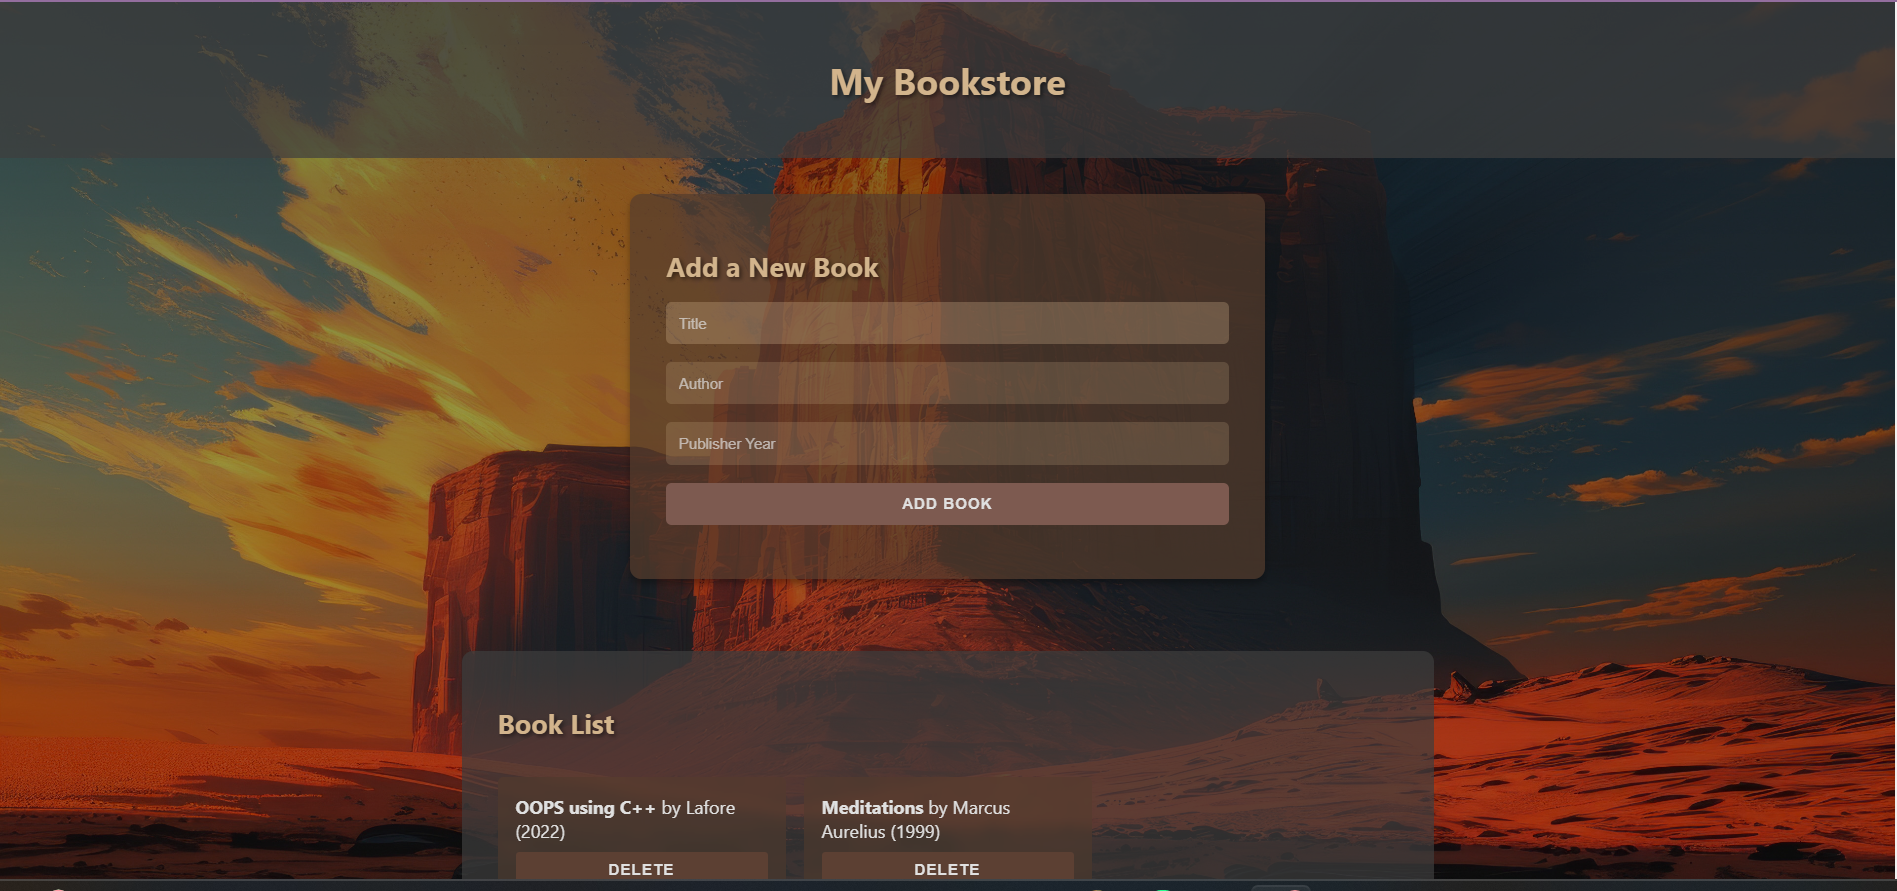 My Bookstore
Add a New Book
Title
Author
Publisher Year
ADD BOOK
Book List
OOPS using C++ by Lafore
(2022)
DELETE
Meditations by Marcus
Aurelius (1999)
DELETE